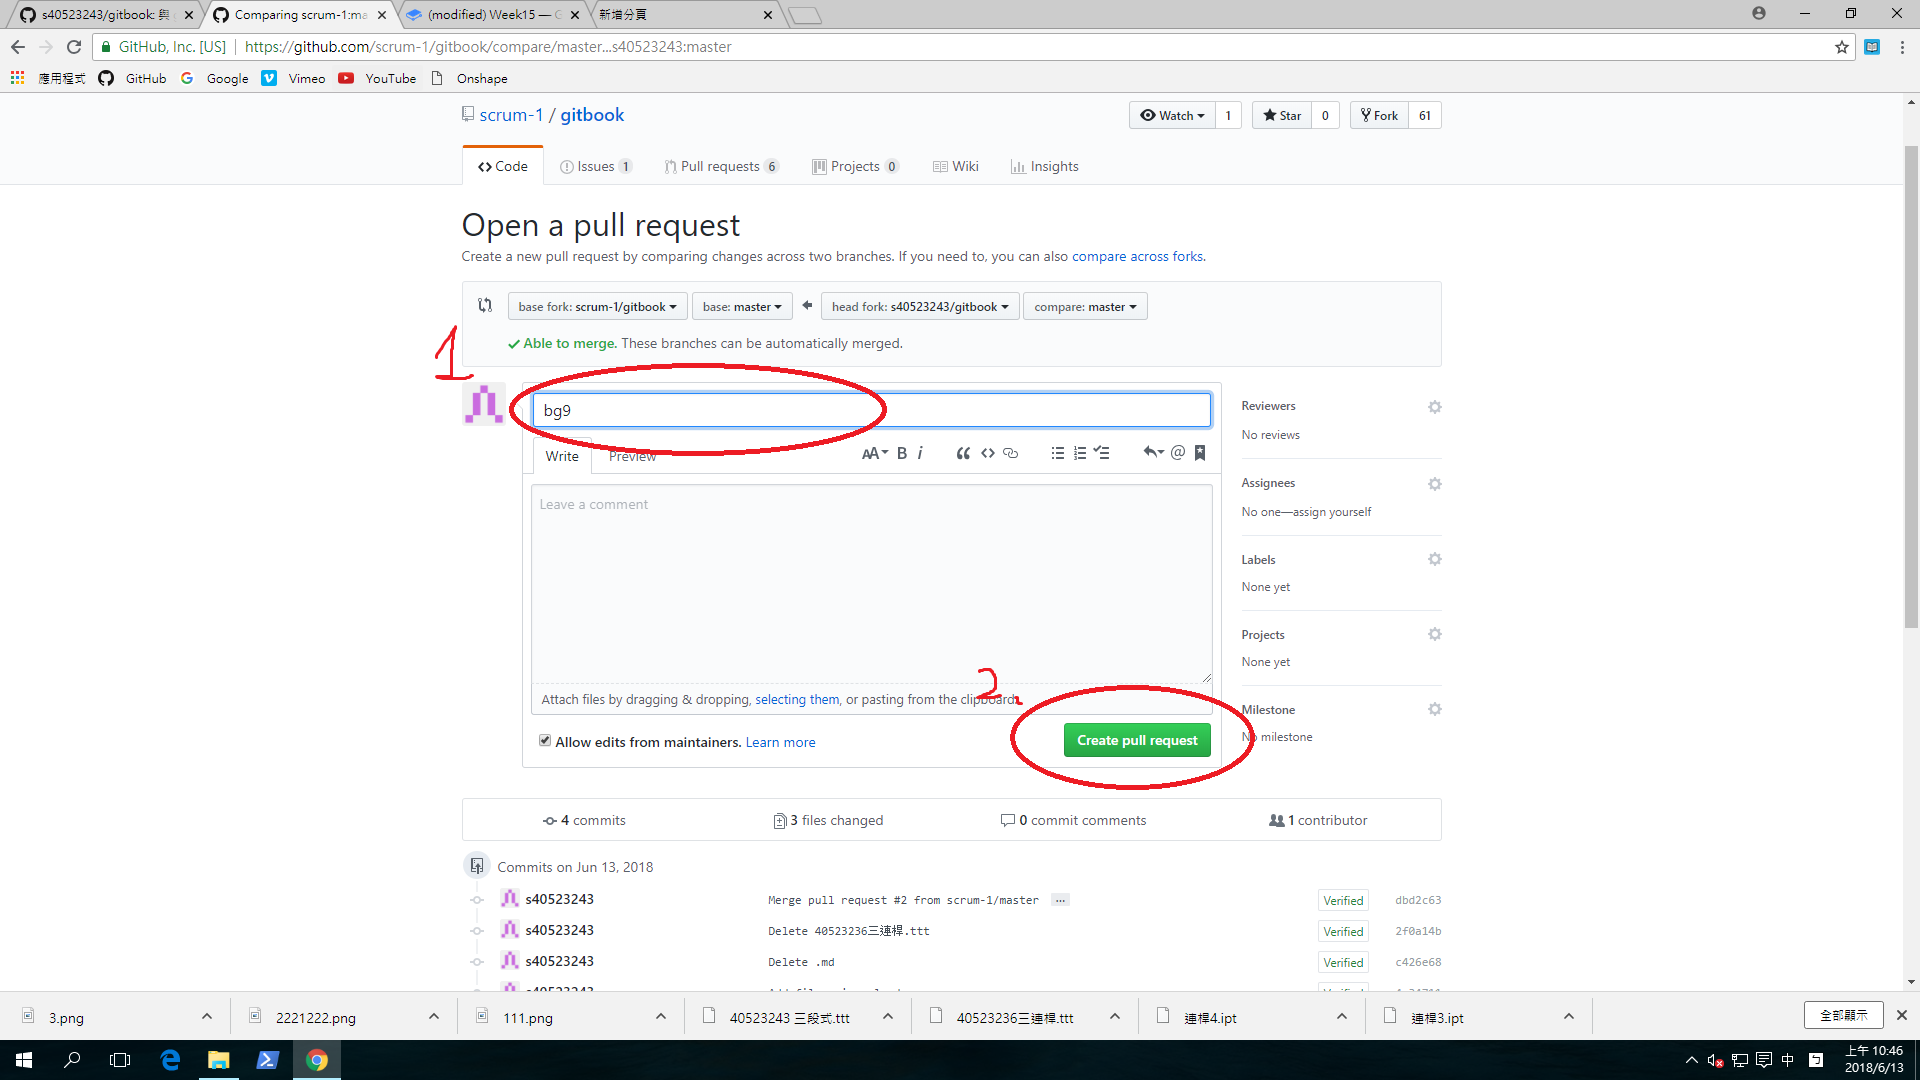 s40523243/gitbook: 與
Comparing scrum-1:ma
(modified) Week15 — G
新增分頁
GitHub, Inc. [US]
https://github.com/scrum-1/gitbook/compare/master...s40523243:master
應用程式
GitHub
Google
Vimeo
YouTube
Onshape
scrum-1 / gitbook
Watch 1
Star 0
Fork 61
Code
Issues 1
Pull requests 6
Projects 0
Wiki
Insights
Open a pull request
Create a new pull request by comparing changes across two branches. If you need to, you can also compare across forks.
base fork: scrum-1/gitbook
base: master
head fork: s40523243/gitbook
compare: master
Able to merge. These branches can be automatically merged.
1
bg9
Write
Preview
AA B i
Leave a comment
Attach files by dragging & dropping, selecting them, or pasting from the clipboard.
2.
Allow edits from maintainers. Learn more
Create pull request
Reviewers
No reviews
Assignees
No one—assign yourself
Labels
None yet
Projects
None yet
Milestone
No milestone
4 commits
3 files changed
0 commit comments
1 contributor
Commits on Jun 13, 2018
s40523243 Merge pull request #2 from scrum-1/master … Verified dbd2c63
s40523243 Delete 40523236三連桿.ttt Verified 2f0a14b
s40523243 Delete .md Verified c426e68
s40523243
3.png
2221222.png
111.png
40523243 三段式.ttt
40523236三連桿.ttt
連桿4.ipt
連桿3.ipt
全部顯示
中
上午 10:46
2018/6/13